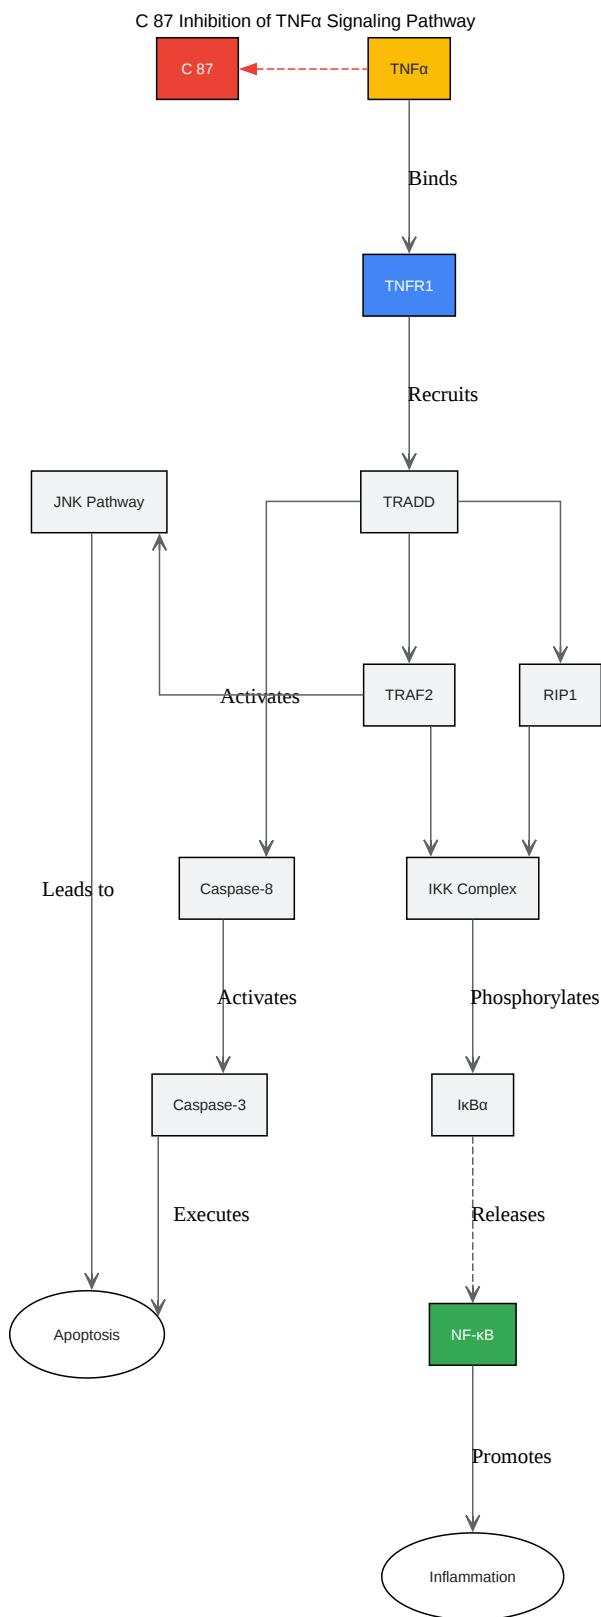 C 87 Inhibition of TNFα Signaling Pathway
C 87
TNFα
Binds
TNFR1
Recruits
JNK Pathway
TRADD
Activates
TRAF2
RIP1
Leads to
Caspase-8
IKK Complex
Activates
Phosphorylates
Caspase-3
IκBα
Executes
Releases
Apoptosis
NF-κB
Promotes
Inflammation